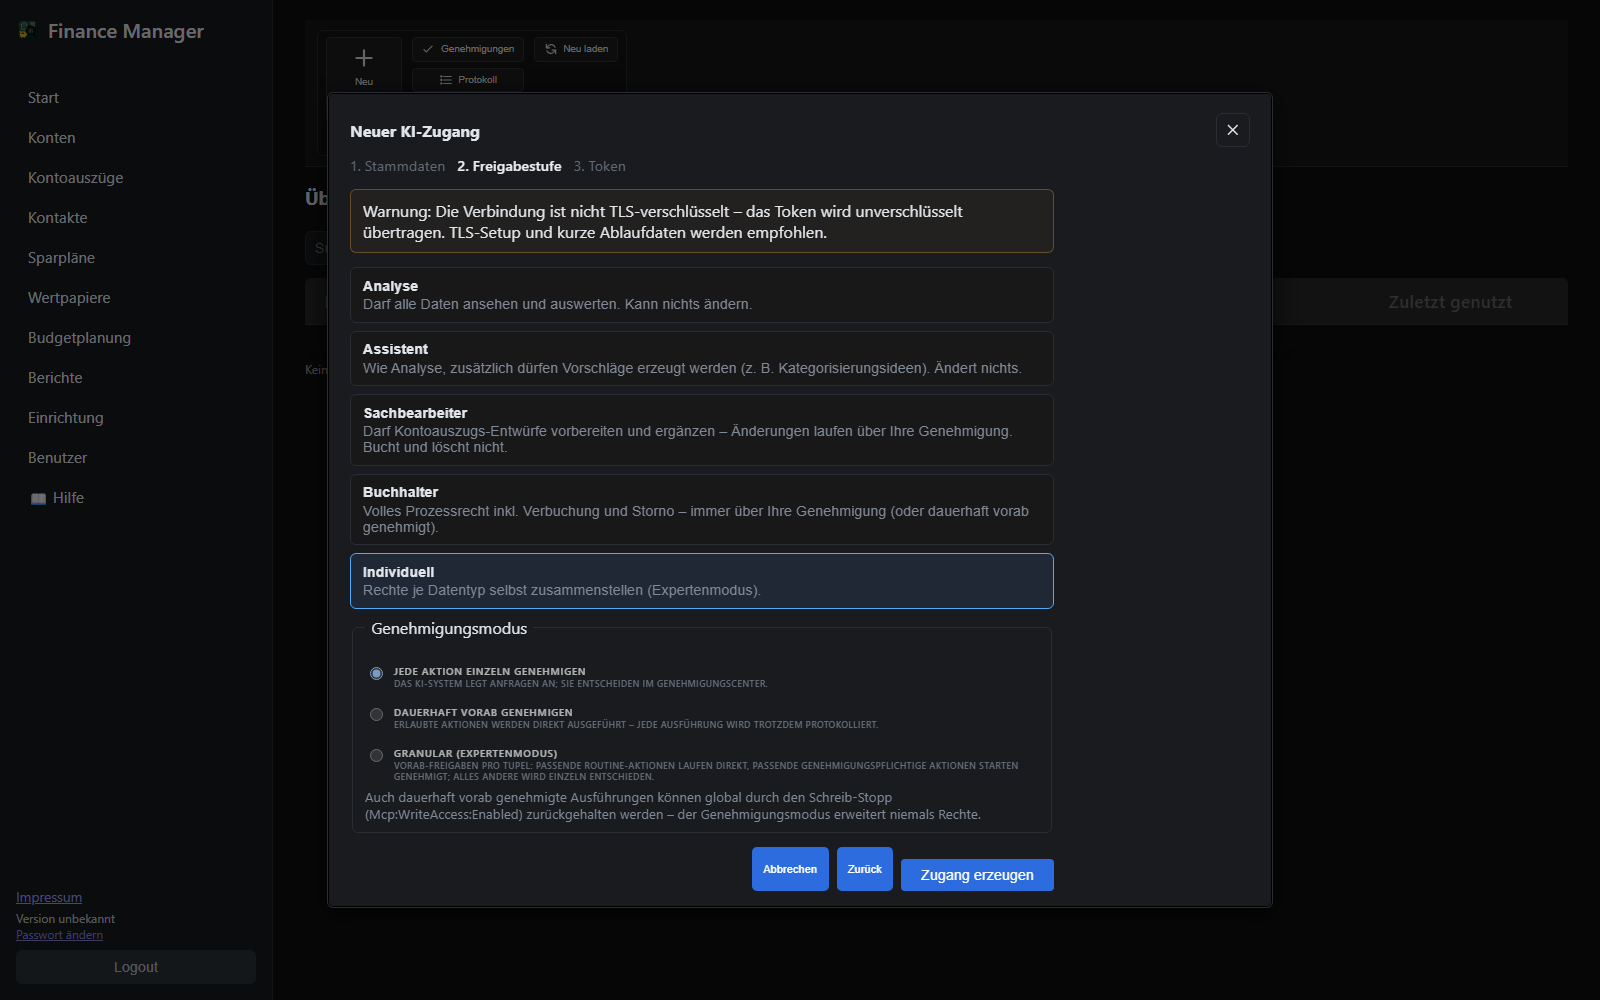 Finance Manager
Start
Konten
Kontoauszüge
Kontakte
Sparpläne
Wertpapiere
Budgetplanung
Berichte
Einrichtung
Benutzer
Hilfe
Impressum
Version unbekannt
Passwort ändern
Logout
Neu
Genehmigungen
Neu laden
Protokoll
Zuletzt genutzt
Neuer KI-Zugang
1. Stammdaten 2. Freigabestufe 3. Token
Warnung: Die Verbindung ist nicht TLS-verschlüsselt – das Token wird unverschlüsselt
übertragen. TLS-Setup und kurze Ablaufdaten werden empfohlen.
Analyse
Darf alle Daten ansehen und auswerten. Kann nichts ändern.
Assistent
Wie Analyse, zusätzlich dürfen Vorschläge erzeugt werden (z. B. Kategorisierungsideen). Ändert nichts.
Sachbearbeiter
Darf Kontoauszugs-Entwürfe vorbereiten und ergänzen – Änderungen laufen über Ihre Genehmigung.
Bucht und löscht nicht.
Buchhalter
Volles Prozessrecht inkl. Verbuchung und Storno – immer über Ihre Genehmigung (oder dauerhaft vorab
genehmigt).
Individuell
Rechte je Datentyp selbst zusammenstellen (Expertenmodus).
Genehmigungsmodus
JEDE AKTION EINZELN GENEHMIGEN
DAS KI-SYSTEM LEGT ANFRAGEN AN; SIE ENTSCHEIDEN IM GENEHMIGUNGSCENTER.
DAUERHAFT VORAB GENEHMIGEN
ERLAUBTE AKTIONEN WERDEN DIREKT AUSGEFÜHRT – JEDE AUSFÜHRUNG WIRD TROTZDEM PROTOKOLLIERT.
GRANULAR (EXPERTENMODUS)
VORAB-FREIGABEN PRO TUPEL: PASSENDE ROUTINE-AKTIONEN LAUFEN DIREKT, PASSENDE GENEHMIGUNGSPFLICHTIGE AKTIONEN STARTEN
GENEHMIGT; ALLES ANDERE WIRD EINZELN ENTSCHIEDEN.
Auch dauerhaft vorab genehmigte Ausführungen können global durch den Schreib-Stopp
(Mcp:WriteAccess:Enabled) zurückgehalten werden – der Genehmigungsmodus erweitert niemals Rechte.
Abbrechen
Zurück
Zugang erzeugen